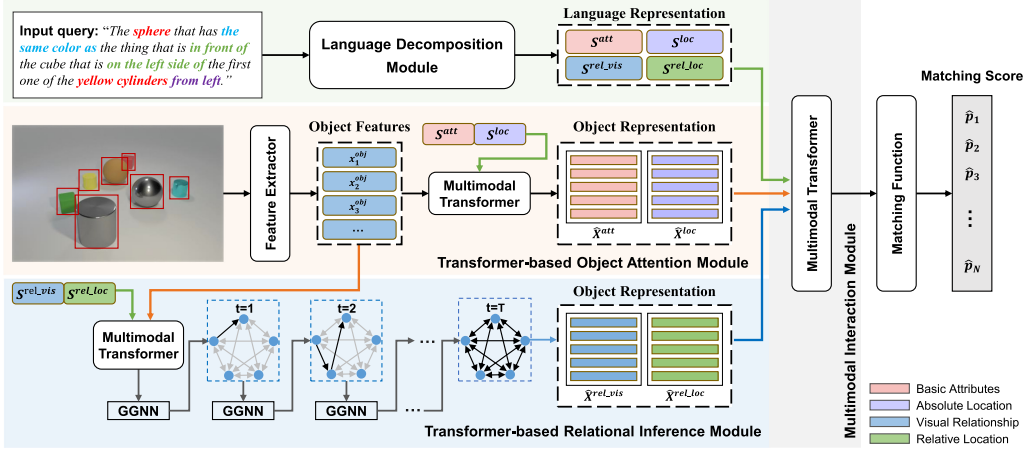 Input query: “The sphere that has the
same color as the thing that is in front of
the cube that is on the left side of the first
one of the yellow cylinders from left.”
Language Decomposition
Module
Language Representation
S^att S^loc
S^rel_vis S^rel_loc
Feature Extractor
Object Features
x_1^obj
x_2^obj
x_3^obj
...
S^att S^loc
Multimodal
Transformer
Object Representation
X̂^att X̂^loc
Transformer-based Object Attention Module
S^rel_vis S^rel_loc
Multimodal
Transformer
GGNN
t=1
GGNN
t=2
GGNN
...
...
t=T
Object Representation
X̂^rel_vis X̂^rel_loc
Transformer-based Relational Inference Module
Multimodal Transformer
Multimodal Interaction Module
Matching Function
Matching Score
p̂_1
p̂_2
p̂_3
⋮
p̂_N
Basic Attributes
Absolute Location
Visual Relationship
Relative Location